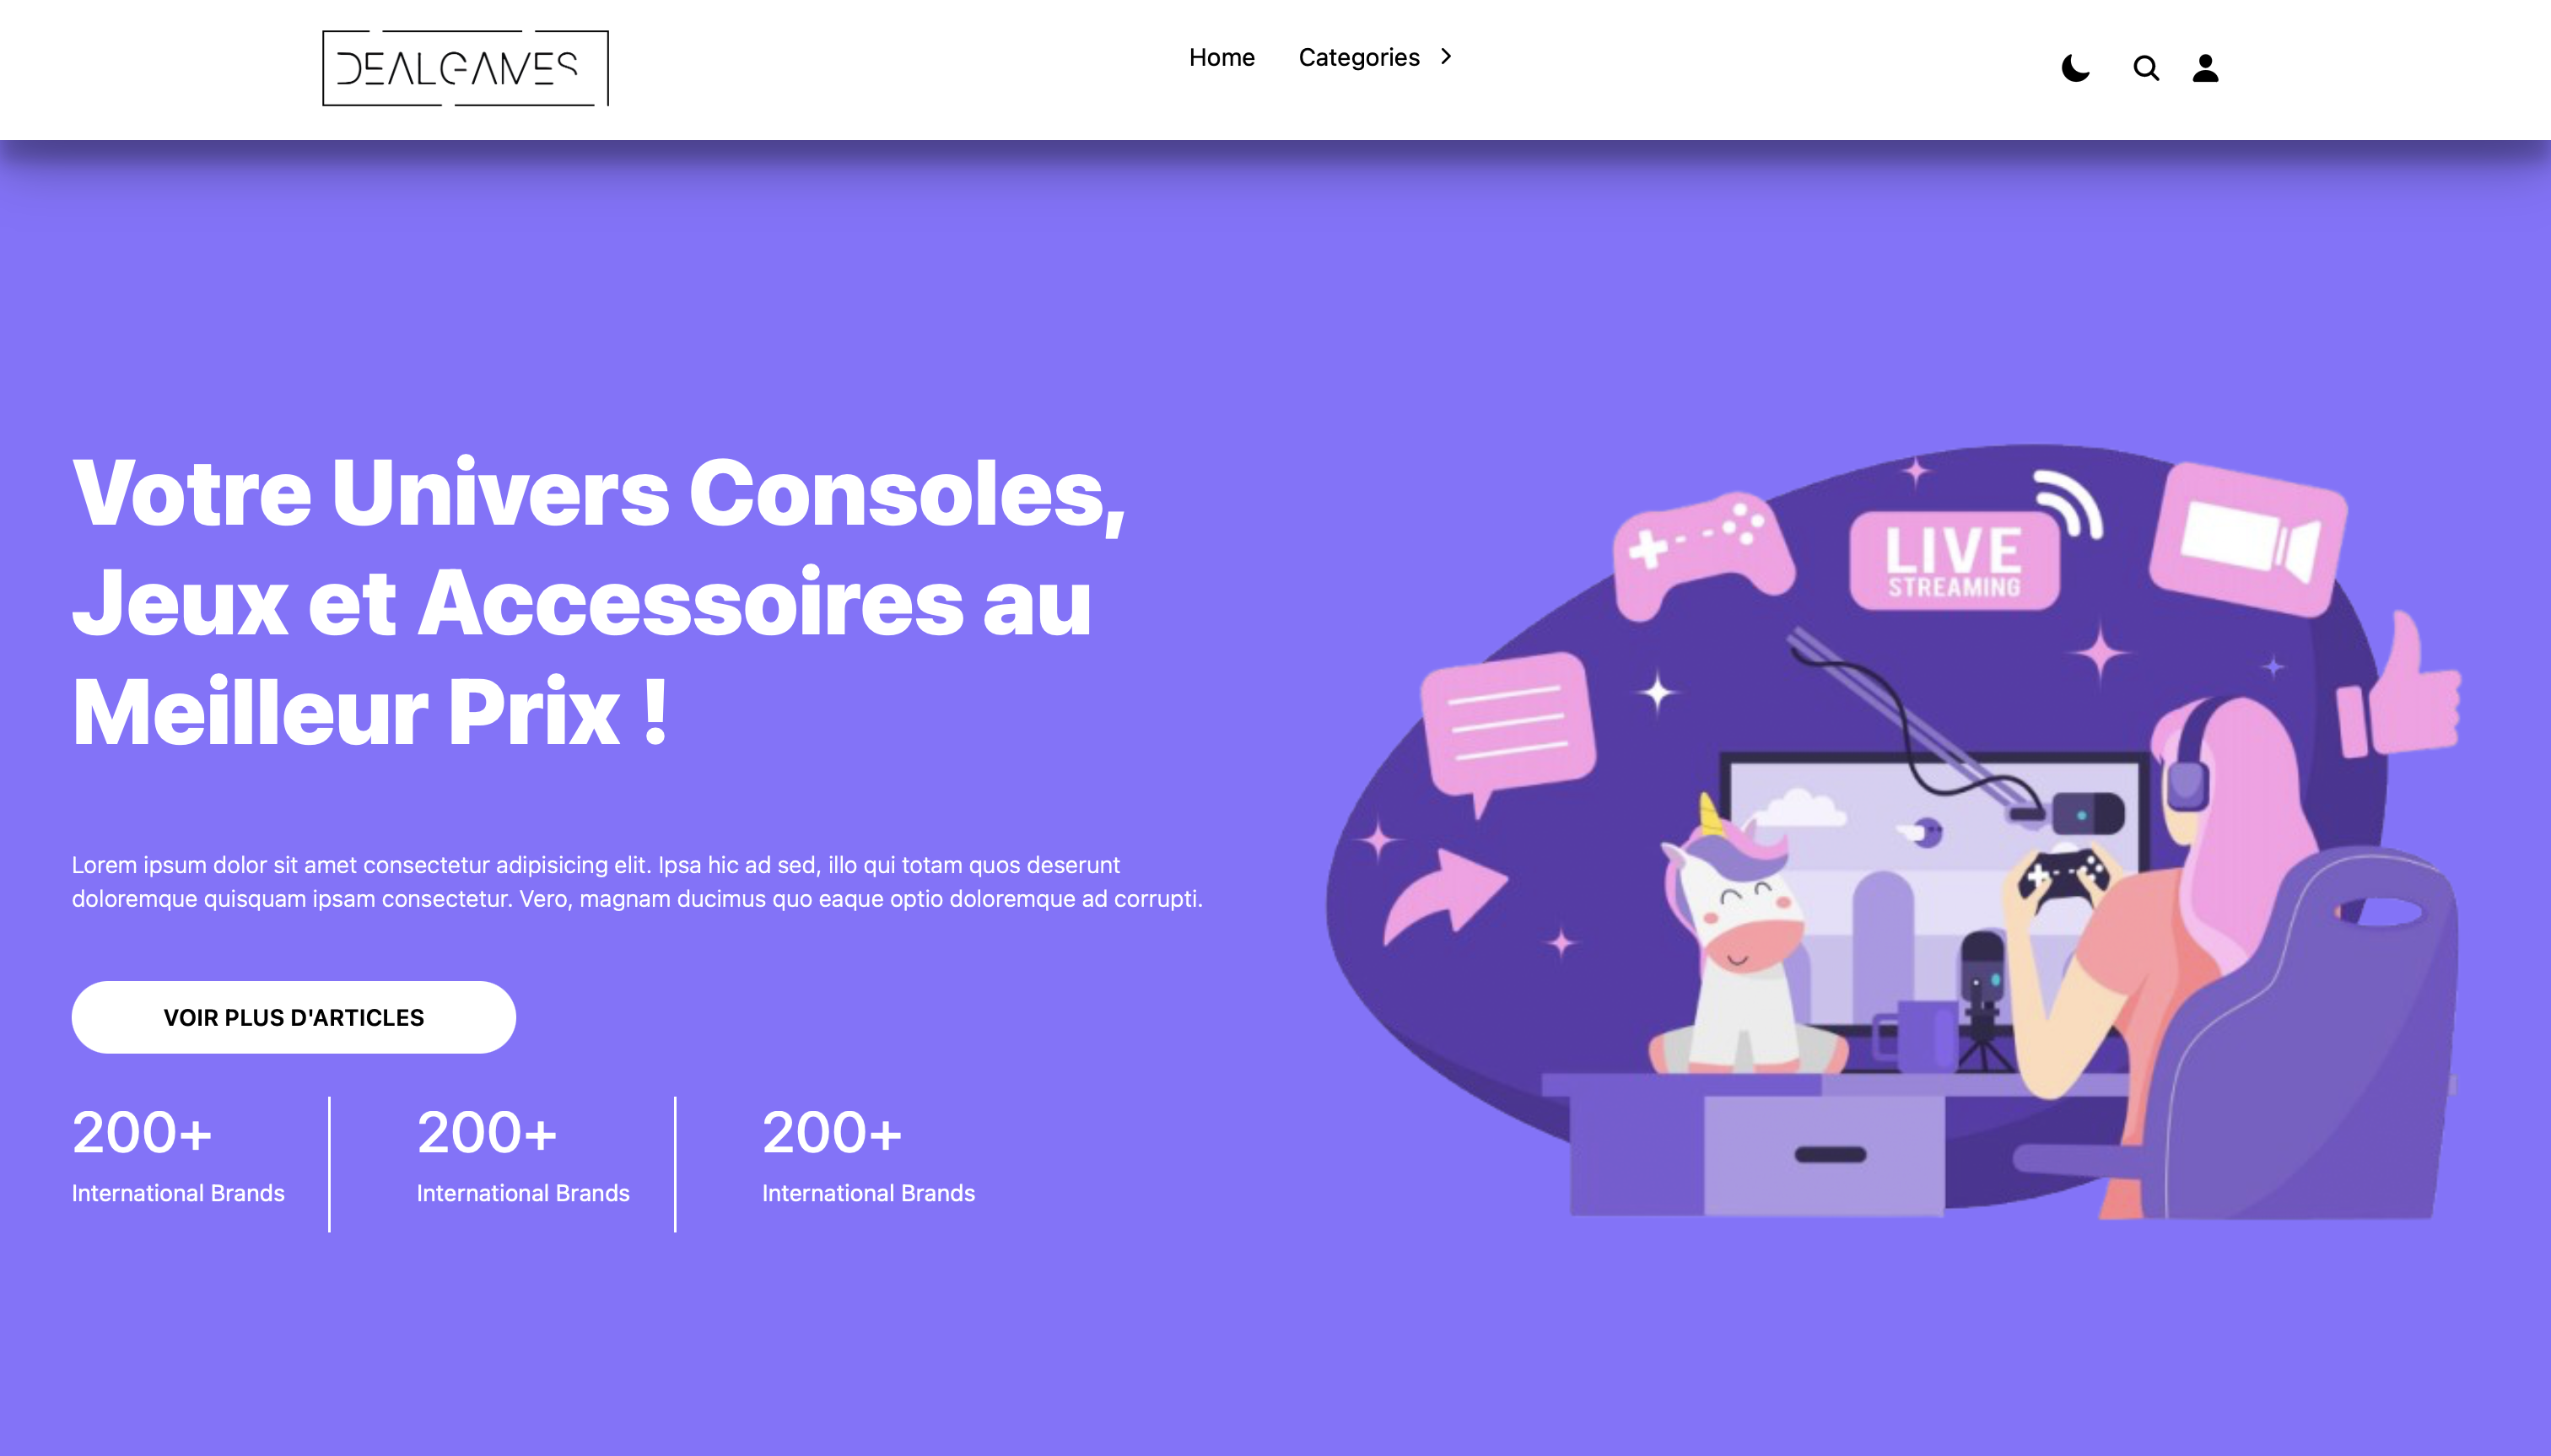 DEALGAMES
Home
Categories
Votre Univers Consoles,
Jeux et Accessoires au
Meilleur Prix !
LIVE
STREAMING
Lorem ipsum dolor sit amet consectetur adipisicing elit. Ipsa hic ad sed, illo qui totam quos deserunt
doloremque quisquam ipsam consectetur. Vero, magnam ducimus quo eaque optio doloremque ad corrupti.
VOIR PLUS D'ARTICLES
200+
International Brands
200+
International Brands
200+
International Brands